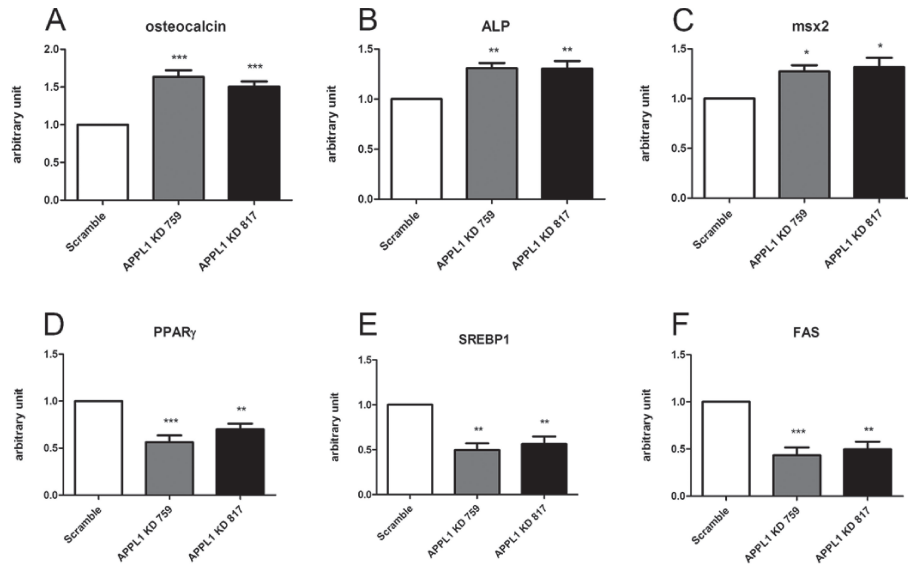 A
osteocalcin
arbitrary unit
2.0
1.5
1.0
0.5
0.0
***
***
Scramble
APPL1 KD 759
APPL1 KD 817
B
ALP
arbitrary unit
1.5
1.0
0.5
0.0
**
**
Scramble
APPL1 KD 759
APPL1 KD 817
C
msx2
arbitrary unit
1.5
1.0
0.5
0.0
*
*
Scramble
APPL1 KD 759
APPL1 KD 817
D
PPARγ
arbitrary unit
1.5
1.0
0.5
0.0
***
**
Scramble
APPL1 KD 759
APPL1 KD 817
E
SREBP1
arbitrary unit
1.5
1.0
0.5
0.0
**
**
Scramble
APPL1 KD 759
APPL1 KD 817
F
FAS
arbitrary unit
1.5
1.0
0.5
0.0
***
**
Scramble
APPL1 KD 759
APPL1 KD 817